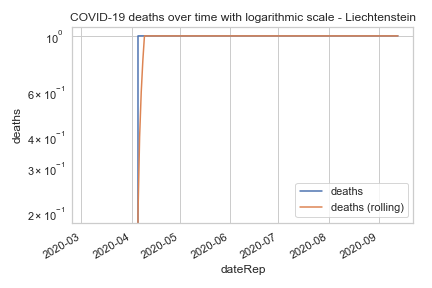 COVID-19 deaths over time with logarithmic scale - Liechtenstein
10⁰
6 × 10⁻¹
4 × 10⁻¹
3 × 10⁻¹
2 × 10⁻¹
deaths
deaths
deaths (rolling)
2020-03
2020-04
2020-05
2020-06
2020-07
2020-08
2020-09
dateRep